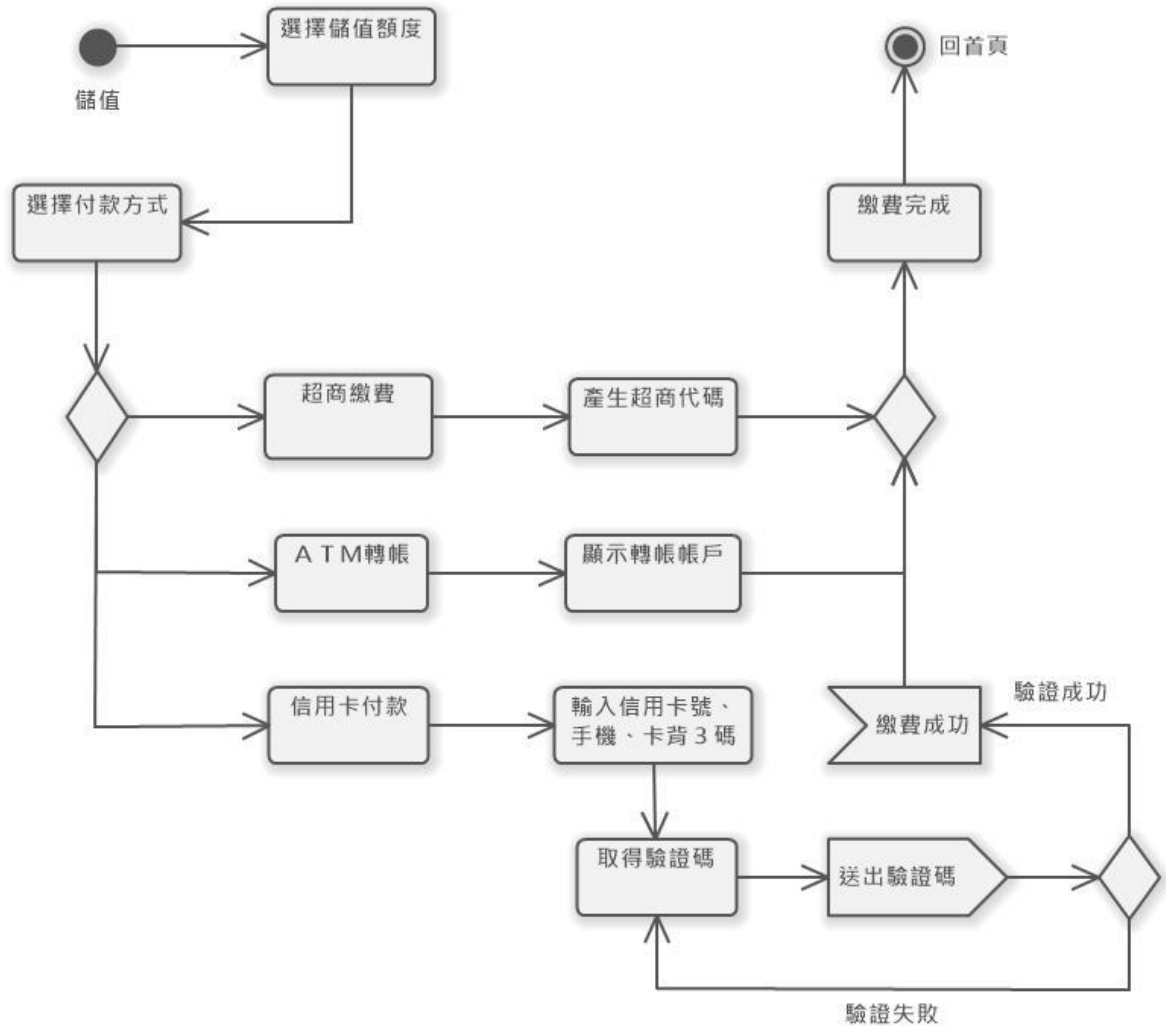 選擇儲值額度
回首頁
儲值
選擇付款方式
繳費完成
超商繳費
產生超商代碼
ＡＴＭ轉帳
顯示轉帳帳戶
信用卡付款
輸入信用卡號、
手機、卡背３碼
繳費成功
驗證成功
取得驗證碼
送出驗證碼
驗證失敗